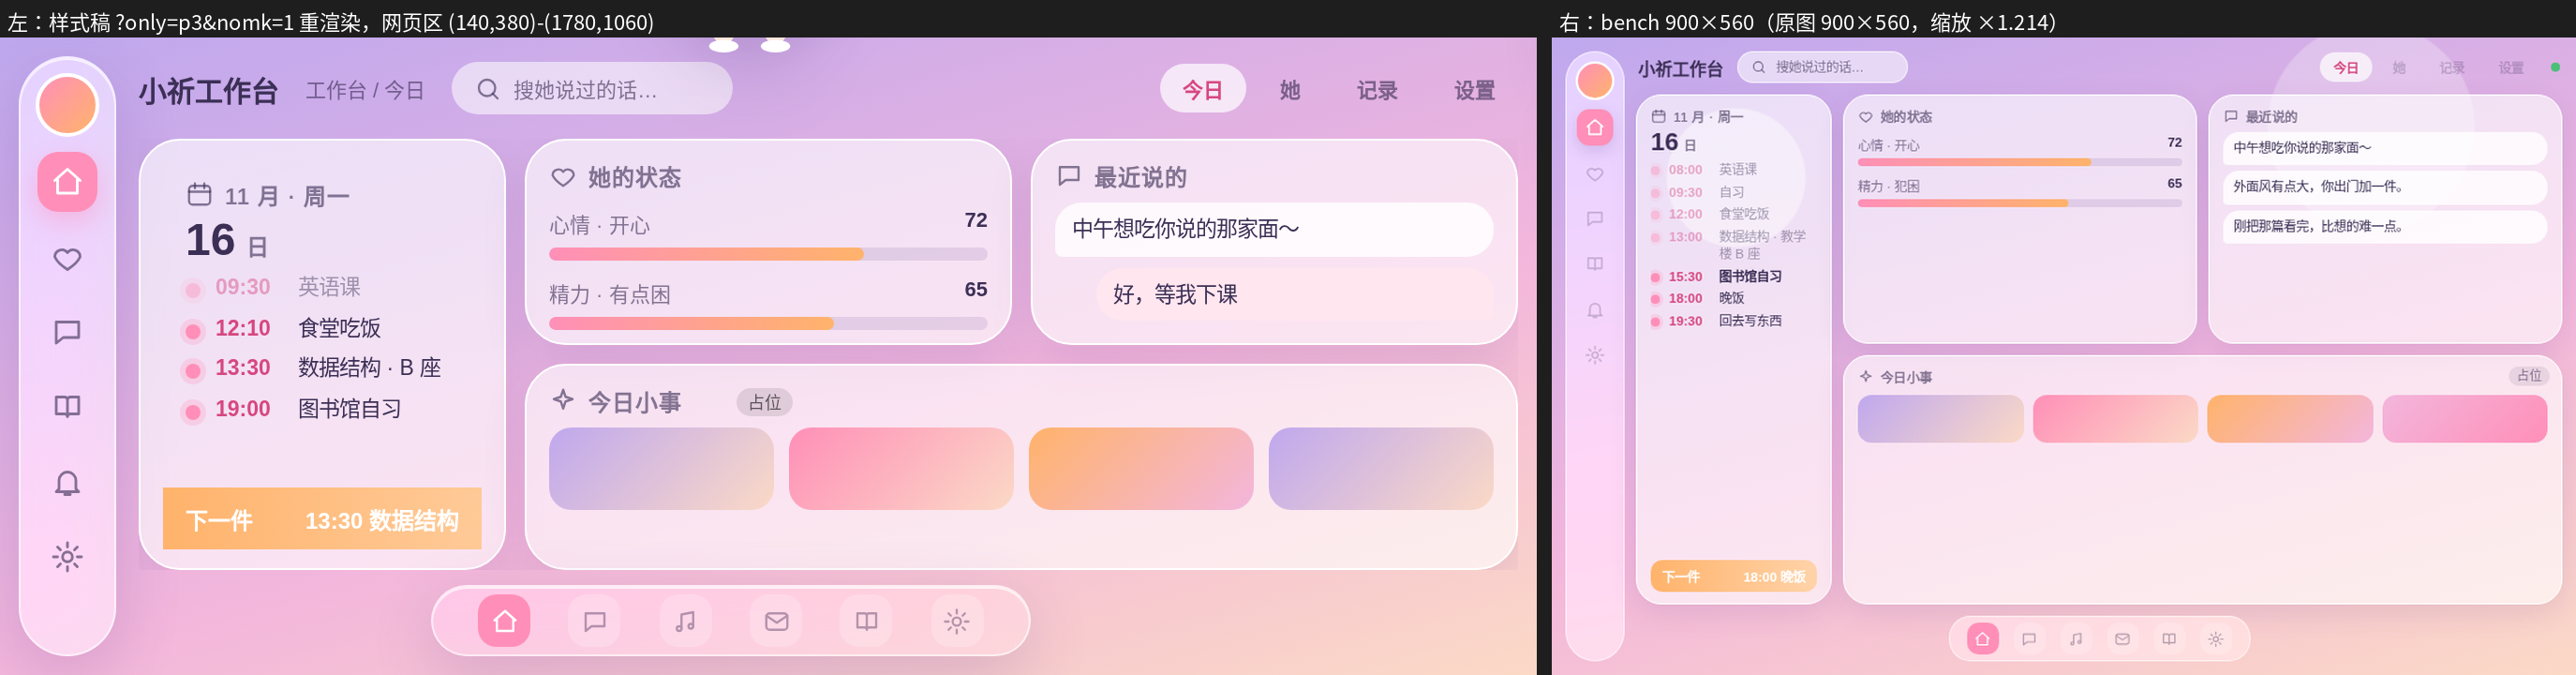 左：样式稿 ?only=p3&nomk=1 重渲染，网页区 (140,380)-(1780,1060)
小祈工作台
工作台 / 今日
搜她说过的话…
今日
她
记录
设置
11 月 · 周一
16 日
09:30 英语课
12:10 食堂吃饭
13:30 数据结构 · B 座
19:00 图书馆自习
下一件 13:30 数据结构
她的状态
心情 · 开心 72
精力 · 有点困 65
最近说的
中午想吃你说的那家面～
好，等我下课
今日小事 占位
右：bench 900×560（原图 900×560，缩放 ×1.214）
小祈工作台
搜她说过的话…
今日
她
记录
设置
11 月 · 周一
16 日
08:00 英语课
09:30 自习
12:00 食堂吃饭
13:00 数据结构 · 教学
楼 B 座
15:30 图书馆自习
18:00 晚饭
19:30 回去写东西
下一件 18:00 晚饭
她的状态
心情 · 开心 72
精力 · 犯困 65
最近说的
中午想吃你说的那家面～
外面风有点大，你出门加一件。
刚把那篇看完，比想的难一点。
今日小事 占位